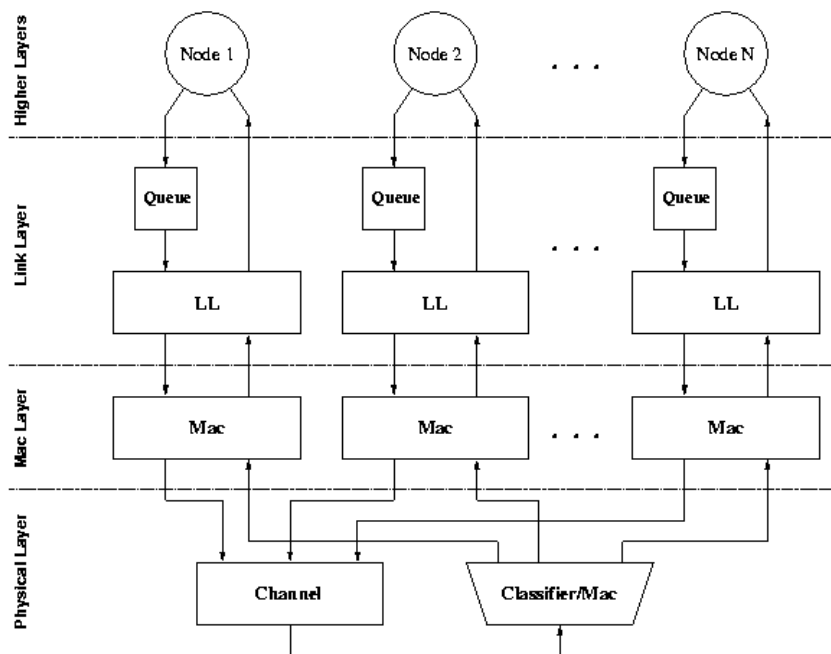 Higher Layers
Node 1
Node 2
. . .
Node N
Link Layer
Queue
Queue
. . .
Queue
LL
LL
LL
Mac Layer
Mac
Mac
. . .
Mac
Physical Layer
Channel
Classifier/Mac